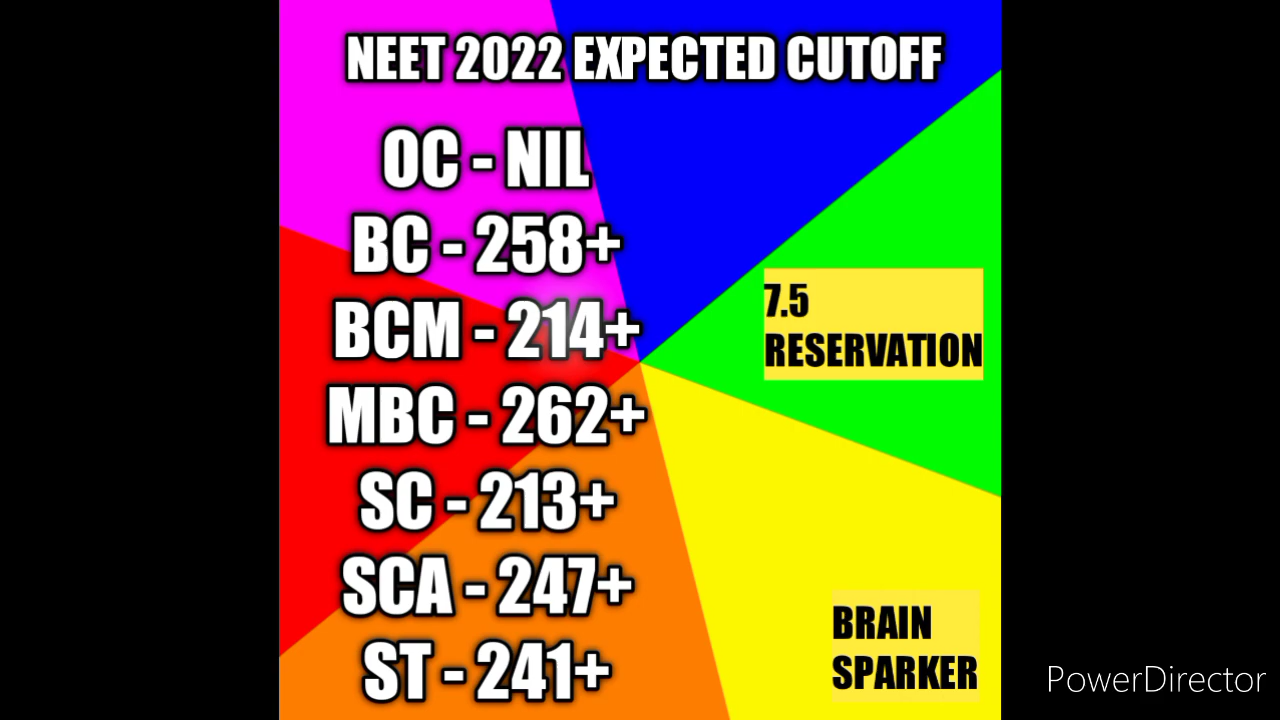 NEET 2022 EXPECTED CUTOFF
OC - NIL
BC - 258+
BCM - 214+
MBC - 262+
SC - 213+
SCA - 247+
ST - 241+
7.5
RESERVATION
BRAIN
SPARKER
PowerDirector